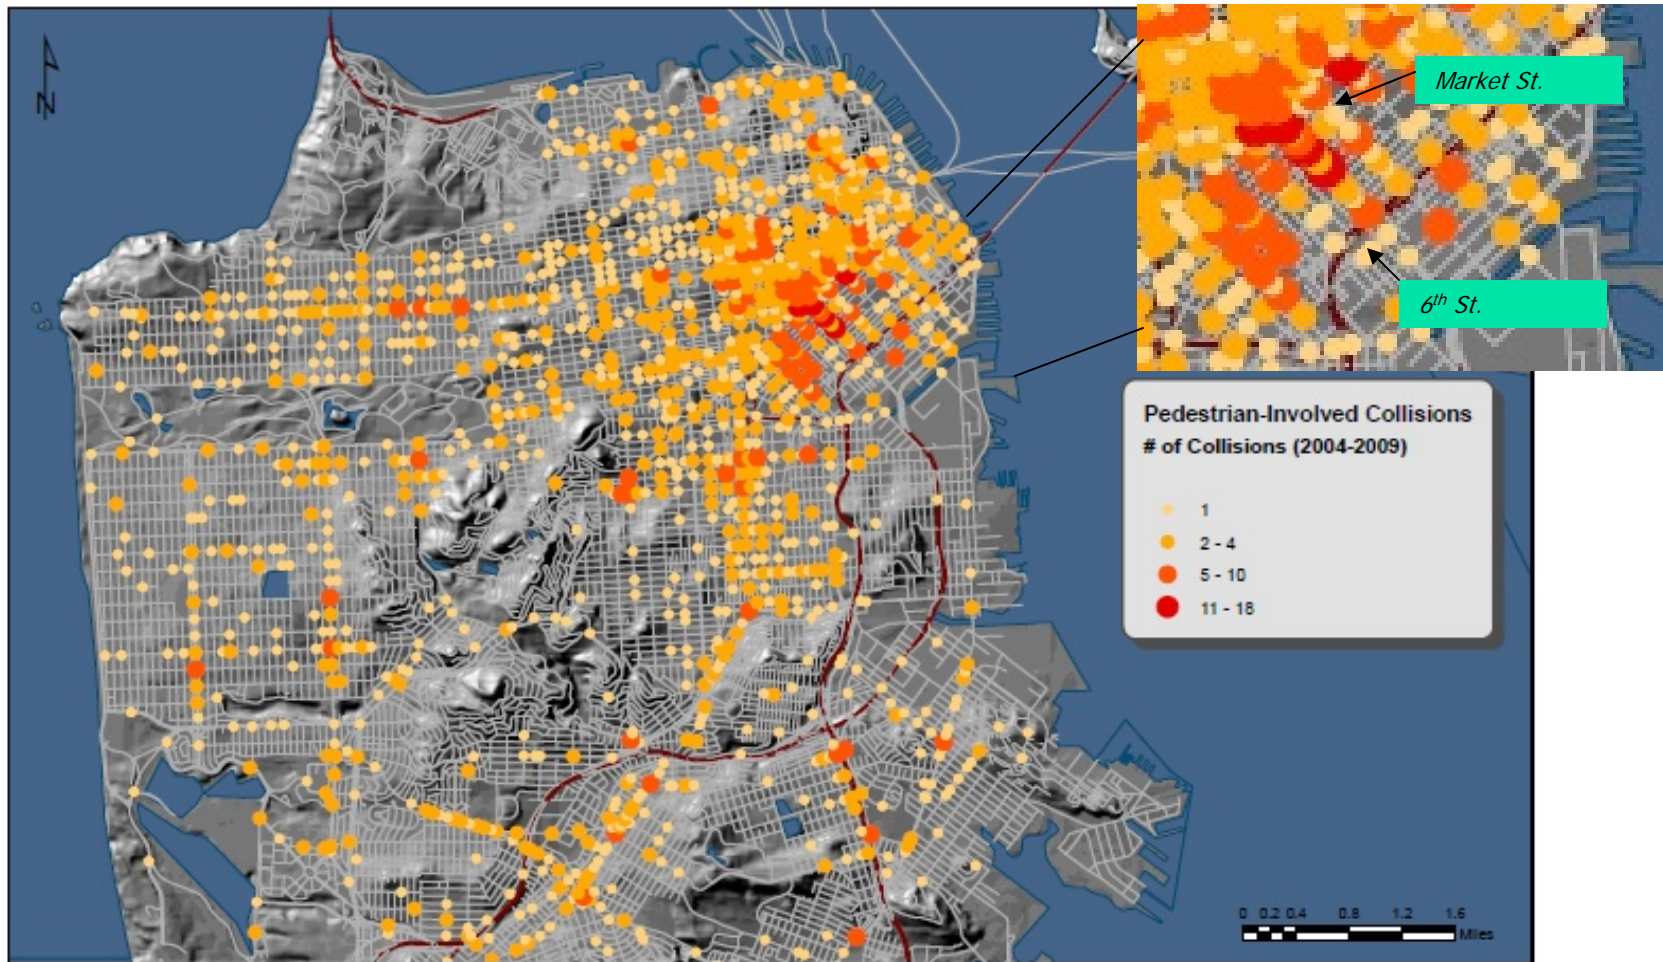 N
Market St.
6th St.
Pedestrian-Involved Collisions
# of Collisions (2004-2009)
1
2 - 4
5 - 10
11 - 18
0 0.2 0.4 0.8 1.2 1.6
Miles